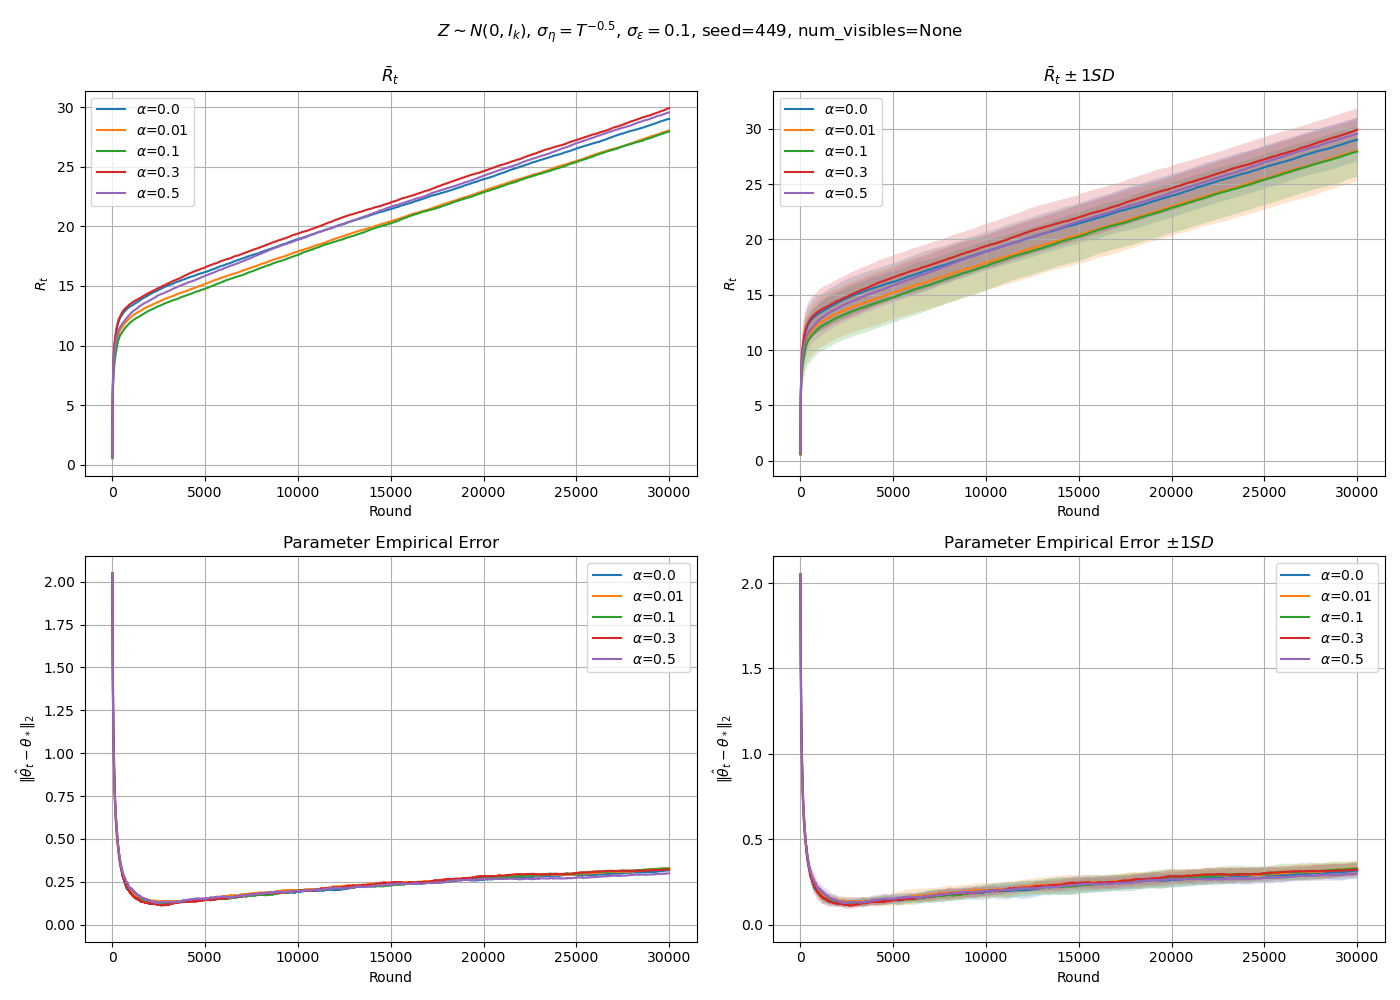 Z ∼ N(0, I_k), σ_η = T^{−0.5}, σ_ε = 0.1, seed=449, num_visibles=None
R̄_t
R_t
30
25
20
15
10
5
0
α=0.0
α=0.01
α=0.1
α=0.3
α=0.5
0 5000 10000 15000 20000 25000 30000
Round
R̄_t ± 1SD
R_t
30
25
20
15
10
5
0
α=0.0
α=0.01
α=0.1
α=0.3
α=0.5
0 5000 10000 15000 20000 25000 30000
Round
Parameter Empirical Error
‖θ̂_t − θ_*‖_2
2.00
1.75
1.50
1.25
1.00
0.75
0.50
0.25
0.00
α=0.0
α=0.01
α=0.1
α=0.3
α=0.5
0 5000 10000 15000 20000 25000 30000
Round
Parameter Empirical Error ±1SD
‖θ̂_t − θ_*‖_2
2.0
1.5
1.0
0.5
0.0
α=0.0
α=0.01
α=0.1
α=0.3
α=0.5
0 5000 10000 15000 20000 25000 30000
Round